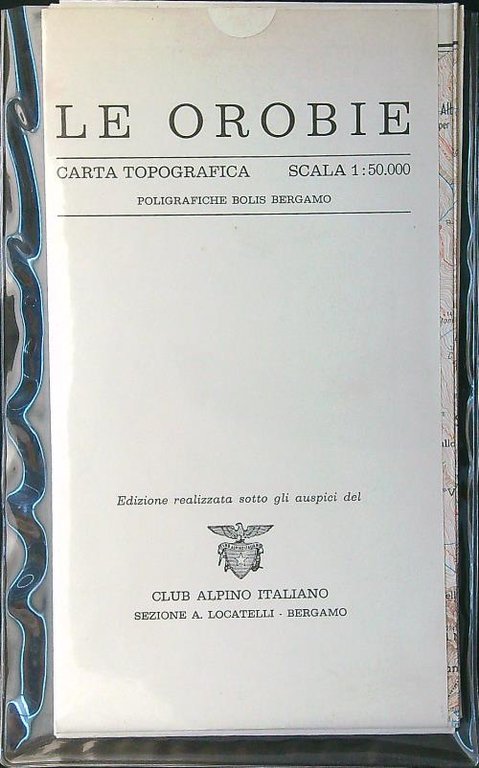 LE OROBIE
CARTA TOPOGRAFICA SCALA 1:50.000
POLIGRAFICHE BOLIS BERGAMO
Edizione realizzata sotto gli auspici del
CLUB ALPINO ITALIANO
SEZIONE A. LOCATELLI - BERGAMO